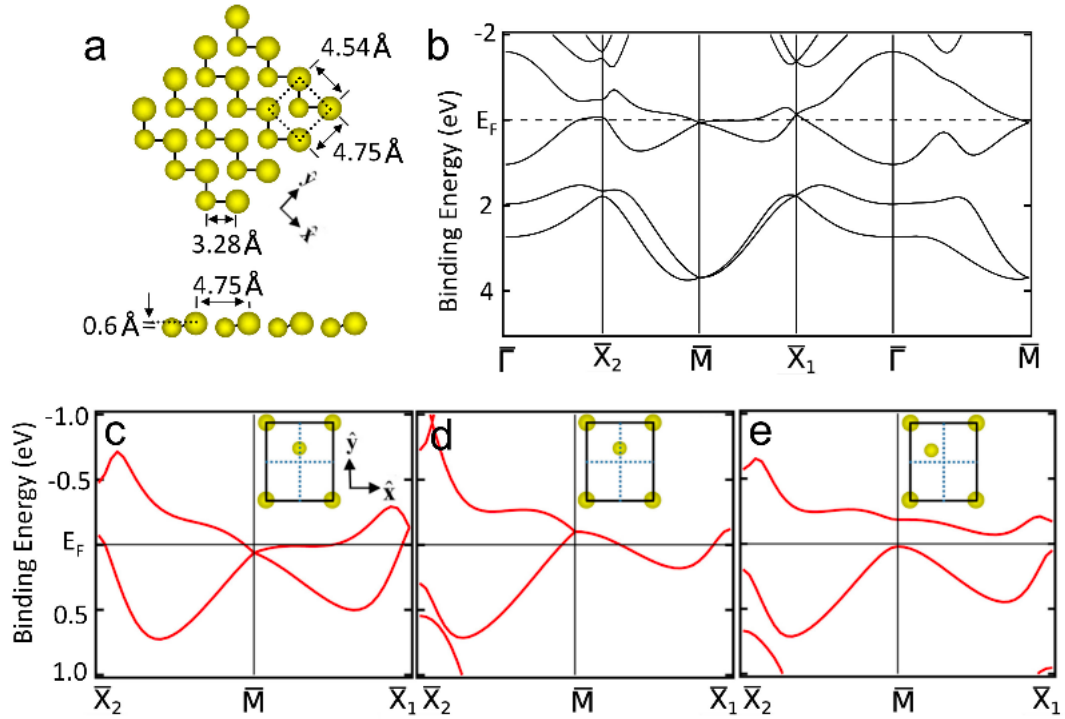 a
4.54Å
4.75Å
y
x
3.28Å
4.75Å
0.6Å
b
Binding Energy (eV)
-2
E_F
2
4
Γ̅ X̅₂ M̅ X̅₁ Γ̅ M̅
Binding Energy (eV)
-1.0
-0.5
E_F
0.5
1.0
c
ŷ
x̂
d
e
X̅₂ M̅ X̅₁ X̅₂ M̅ X̅₁ X̅₂ M̅ X̅₁